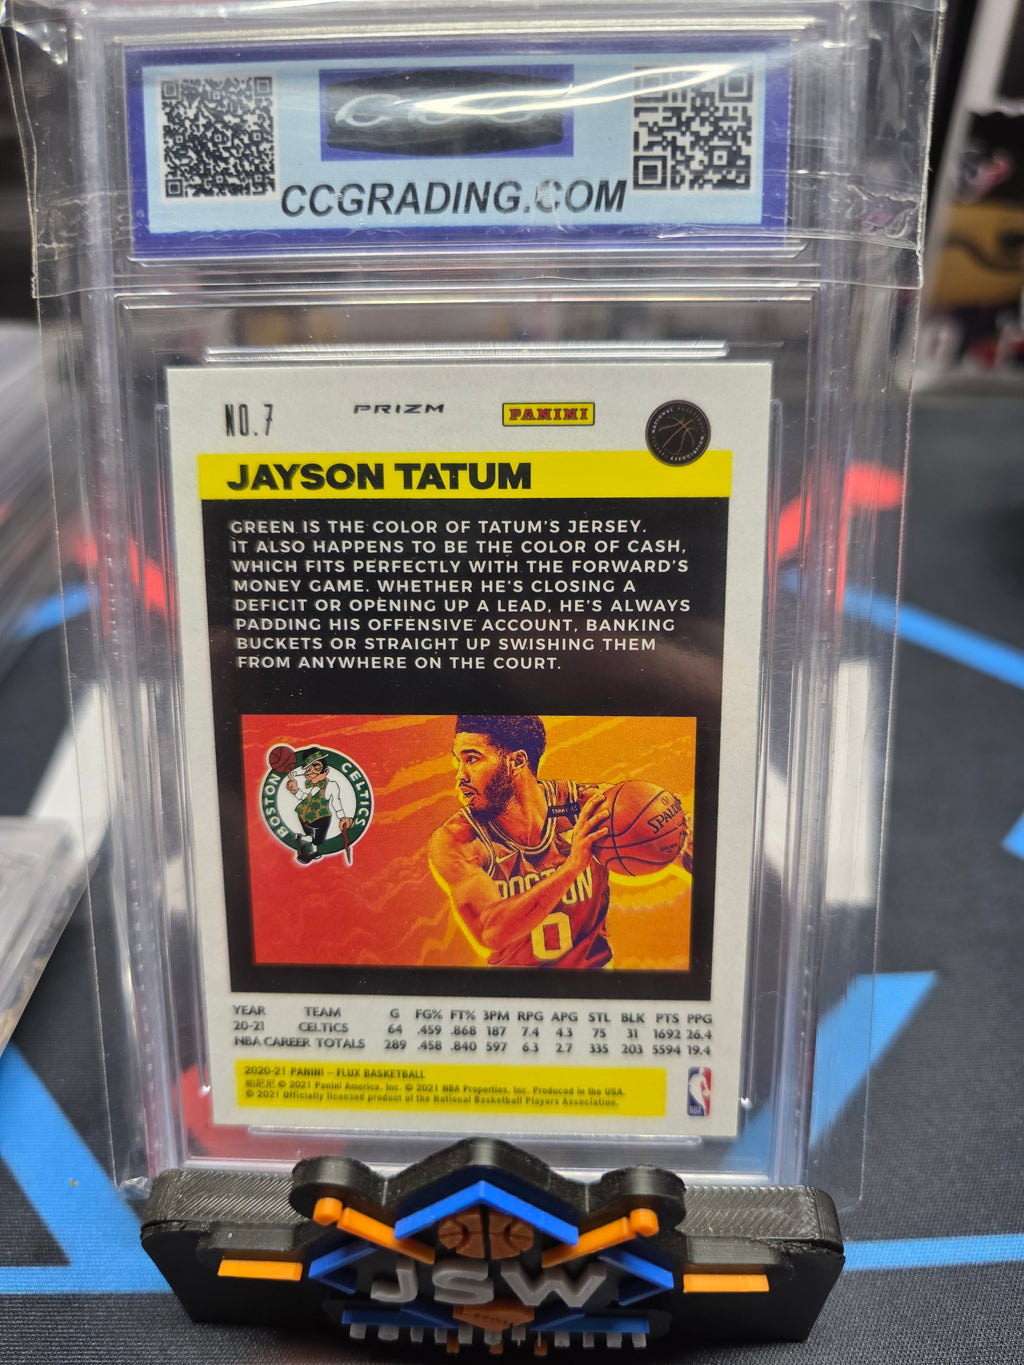 CCGRADING.COM
NO.7
PRIZM
PANINI
JAYSON TATUM
GREEN IS THE COLOR OF TATUM'S JERSEY.
IT ALSO HAPPENS TO BE THE COLOR OF CASH,
WHICH FITS PERFECTLY WITH THE FORWARD'S
MONEY GAME. WHETHER HE'S CLOSING A
DEFICIT OR OPENING UP A LEAD, HE'S ALWAYS
PADDING HIS OFFENSIVE ACCOUNT, BANKING
BUCKETS OR STRAIGHT UP SWISHING THEM
FROM ANYWHERE ON THE COURT.
BOSTON CELTICS
SPALDING
BOSTON
0
YEAR TEAM G FG% FT% 3PM RPG APG STL BLK PTS PPG
20-21 CELTICS 64 .459 .868 187 7.4 4.3 75 31 1692 26.4
NBA CAREER TOTALS 289 .458 .840 597 6.3 2.7 335 203 5594 19.4
2020-21 PANINI – FLUX BASKETBALL
© 2021 Panini America, Inc. © 2021 NBA Properties, Inc. Produced in the USA.
© 2021 Officially licensed product of the National Basketball Players Association.
NBA
JSW